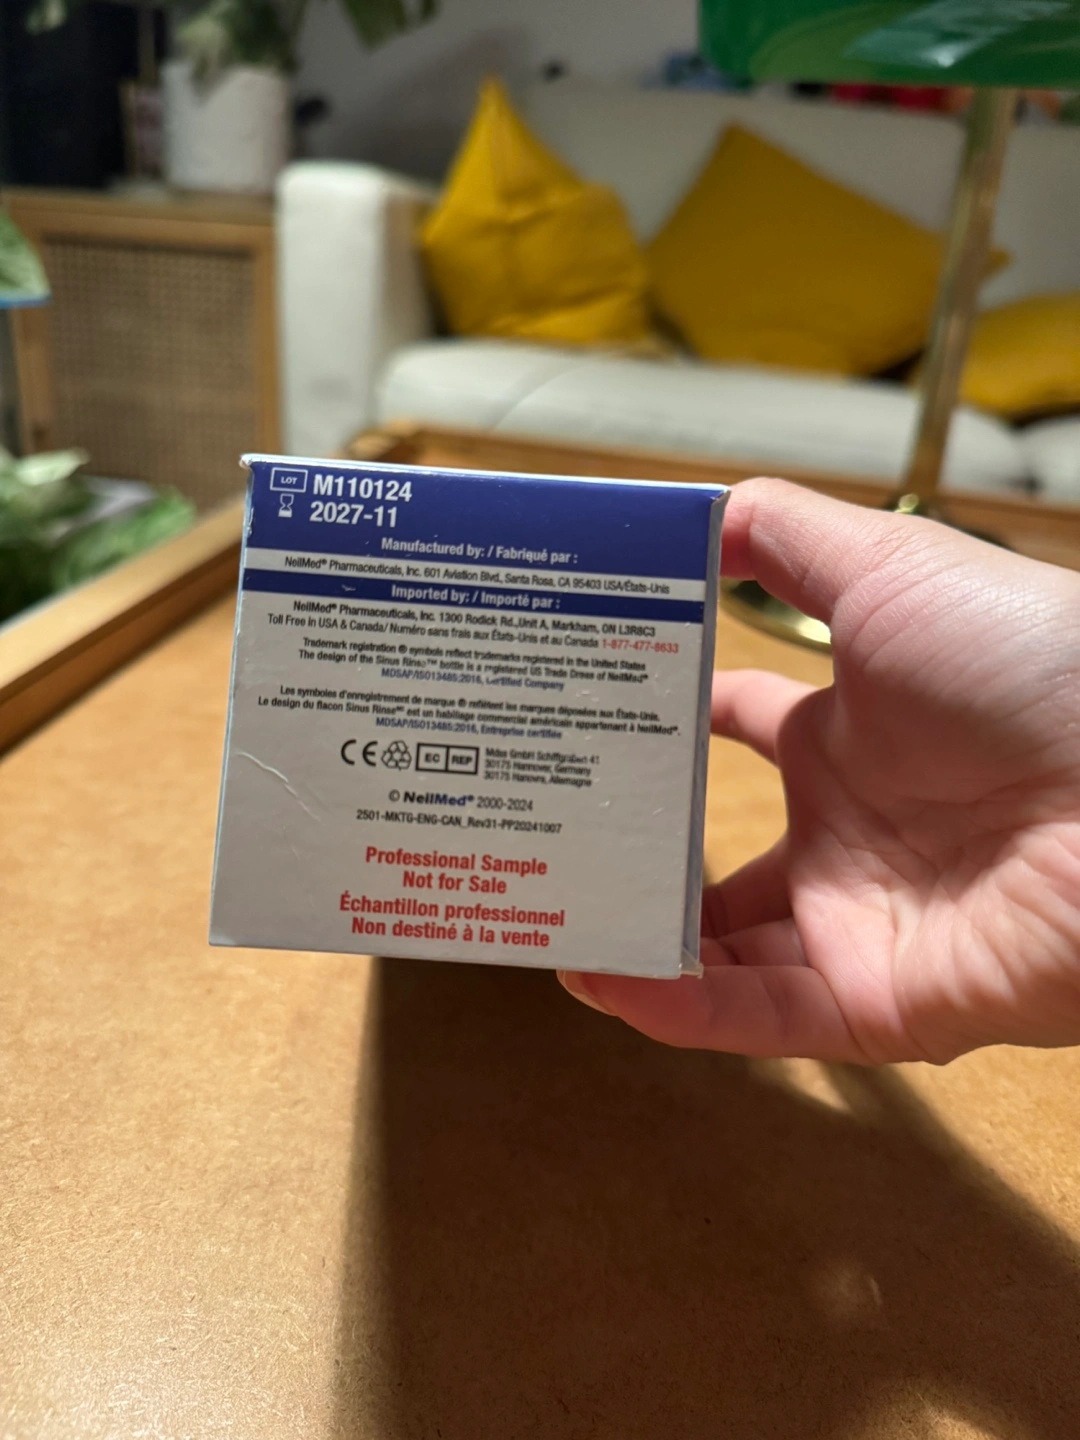 LOT M110124
2027-11
Manufactured by: / Fabriqué par :
NeilMed® Pharmaceuticals, Inc. 601 Aviation Blvd., Santa Rosa, CA 95403 USA/États-Unis
Imported by: / Importé par :
NeilMed® Pharmaceuticals, Inc. 1300 Rodick Rd.,Unit A, Markham, ON L3R8C3
Toll Free in USA & Canada/ Numéro sans frais aux États-Unis et au Canada 1-877-477-8633
Trademark registration ® symbols reflect trademarks registered in the United States
The design of the Sinus Rinse™ bottle is a registered US Trade Dress of NeilMed®
MDSAP/ISO13485:2016, Certified Company
Les symboles d'enregistrement de marque ® reflètent les marques déposées aux États-Unis.
Le design du flacon Sinus Rinse™ est un habillage commercial américain appartenant à NeilMed®.
MDSAP/ISO13485:2016, Entreprise certifiée
CE EC REP Mdss GmbH Schiffgraben 41
30175 Hannover, Germany
30175 Hanovre, Allemagne
© NeilMed® 2000-2024
2501-MKTG-ENG-CAN_Rev31-PP20241007
Professional Sample
Not for Sale
Échantillon professionnel
Non destiné à la vente